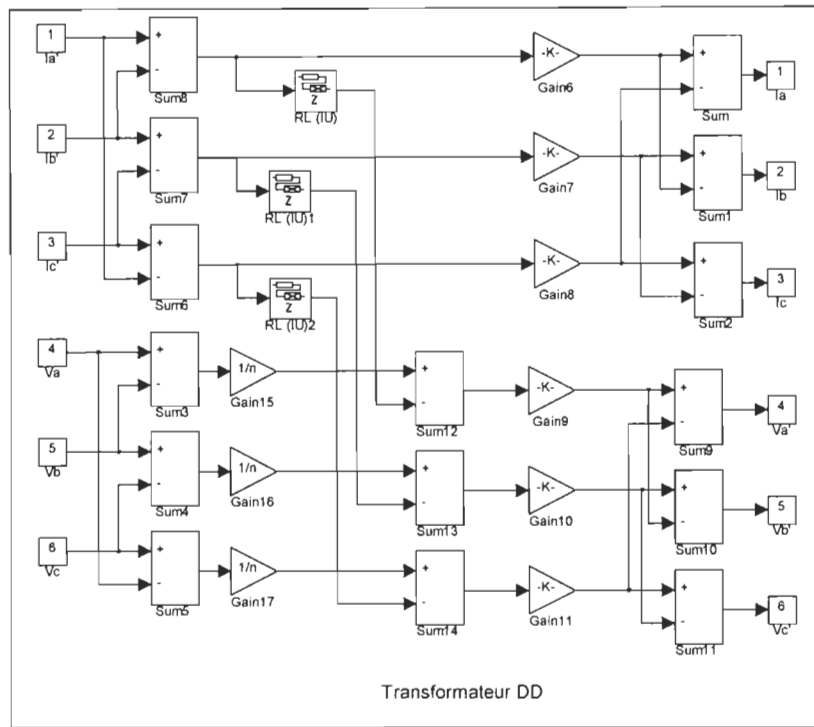 1
Ia'
+
-
Sum8
Z
RL (IU)
-K-
Gain6
+
-
Sum
1
Ia
2
Ib'
+
-
Sum7
Z
RL (IU)1
-K-
Gain7
+
-
Sum1
2
Ib
3
Ic'
+
-
Sum6
Z
RL (IU)2
-K-
Gain8
+
-
Sum2
3
Ic
4
Va
+
-
Sum3
1/n
Gain15
+
-
Sum12
-K-
Gain9
+
-
Sum9
4
Va'
5
Vb
+
-
Sum4
1/n
Gain16
+
-
Sum13
-K-
Gain10
+
-
Sum10
5
Vb'
6
Vc
+
-
Sum5
1/n
Gain17
+
-
Sum14
-K-
Gain11
+
-
Sum11
6
Vc'
Transformateur DD